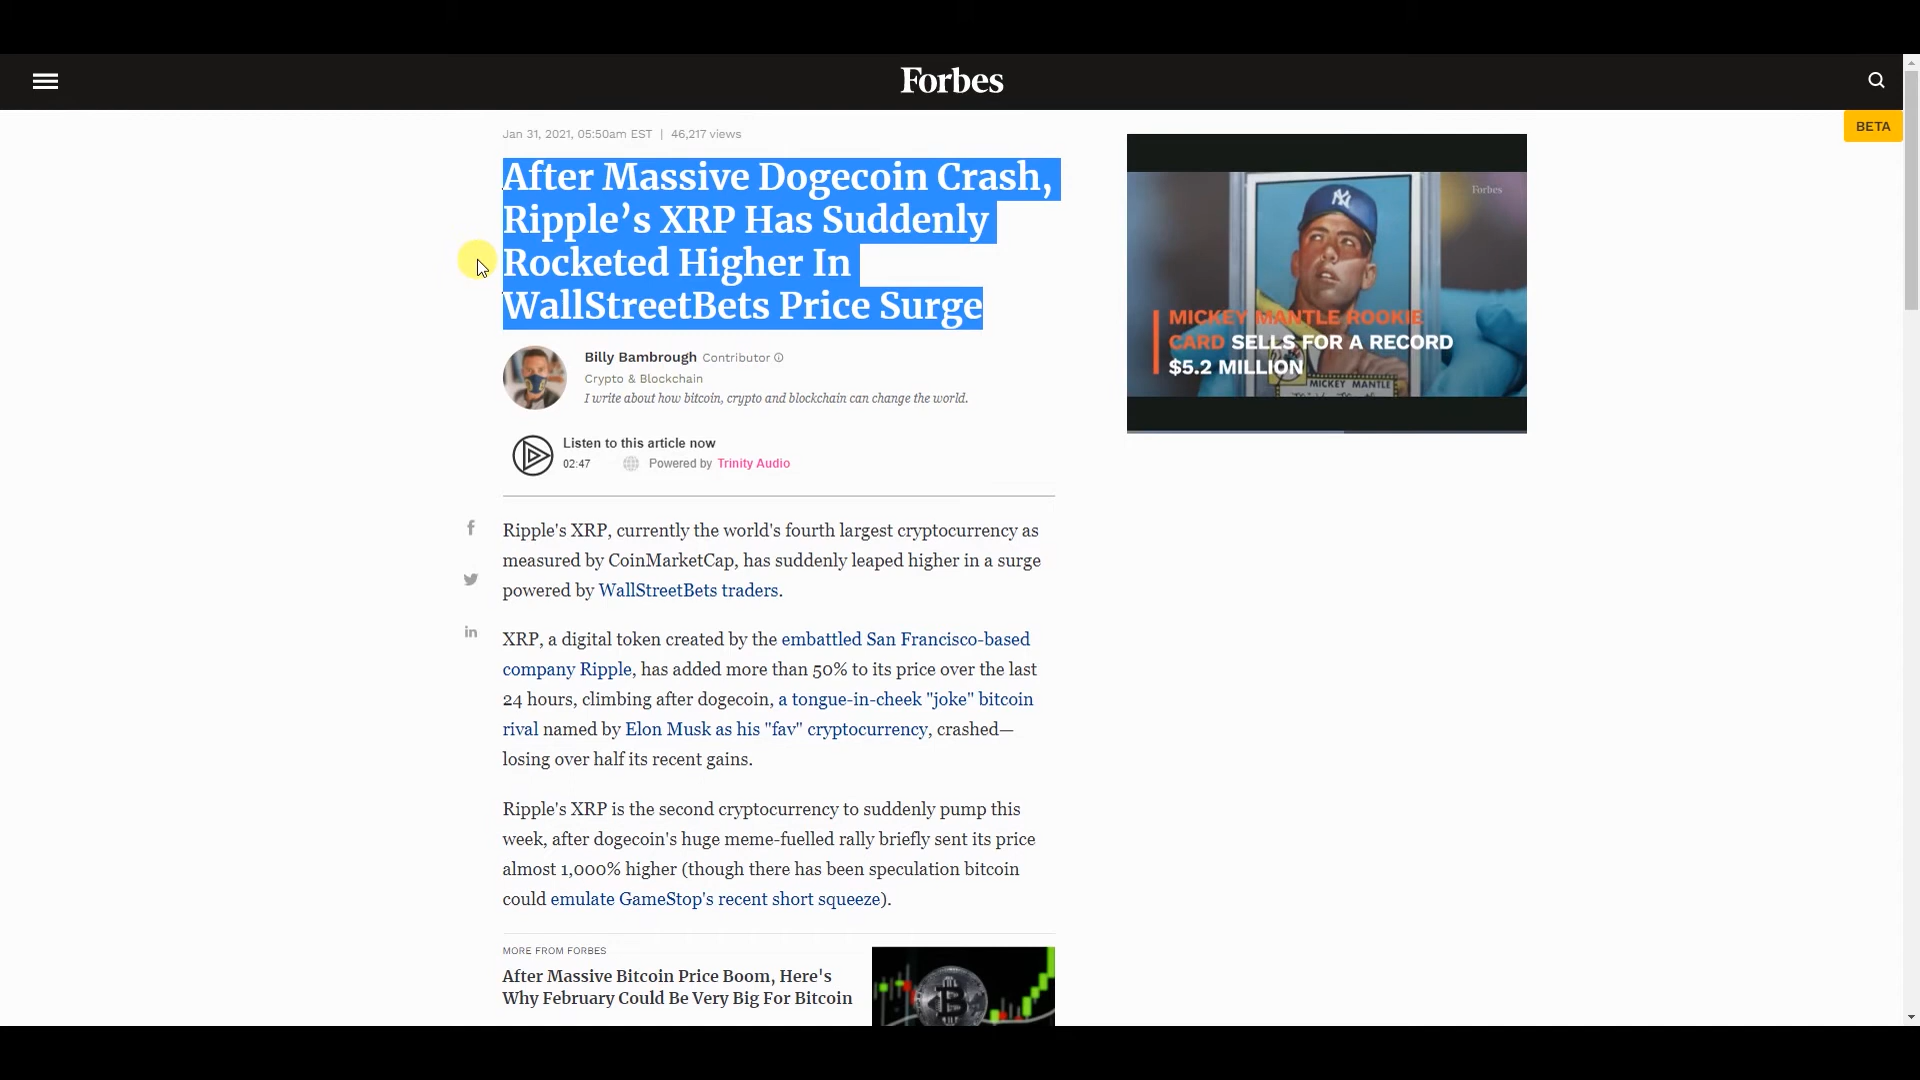 Forbes
BETA
Jan 31, 2021, 05:50am EST | 46,217 views
After Massive Dogecoin Crash,
Ripple’s XRP Has Suddenly
Rocketed Higher In
WallStreetBets Price Surge
Billy Bambrough Contributor
Crypto & Blockchain
I write about how bitcoin, crypto and blockchain can change the world.
Listen to this article now
02:47 Powered by Trinity Audio
Ripple's XRP, currently the world's fourth largest cryptocurrency as
measured by CoinMarketCap, has suddenly leaped higher in a surge
powered by WallStreetBets traders.
XRP, a digital token created by the embattled San Francisco-based
company Ripple, has added more than 50% to its price over the last
24 hours, climbing after dogecoin, a tongue-in-cheek "joke" bitcoin
rival named by Elon Musk as his "fav" cryptocurrency, crashed—
losing over half its recent gains.
Ripple's XRP is the second cryptocurrency to suddenly pump this
week, after dogecoin's huge meme-fuelled rally briefly sent its price
almost 1,000% higher (though there has been speculation bitcoin
could emulate GameStop's recent short squeeze).
MORE FROM FORBES
After Massive Bitcoin Price Boom, Here's
Why February Could Be Very Big For Bitcoin
Forbes
MICKEY MANTLE ROOKIE
CARD SELLS FOR A RECORD
$5.2 MILLION
MICKEY MANTLE